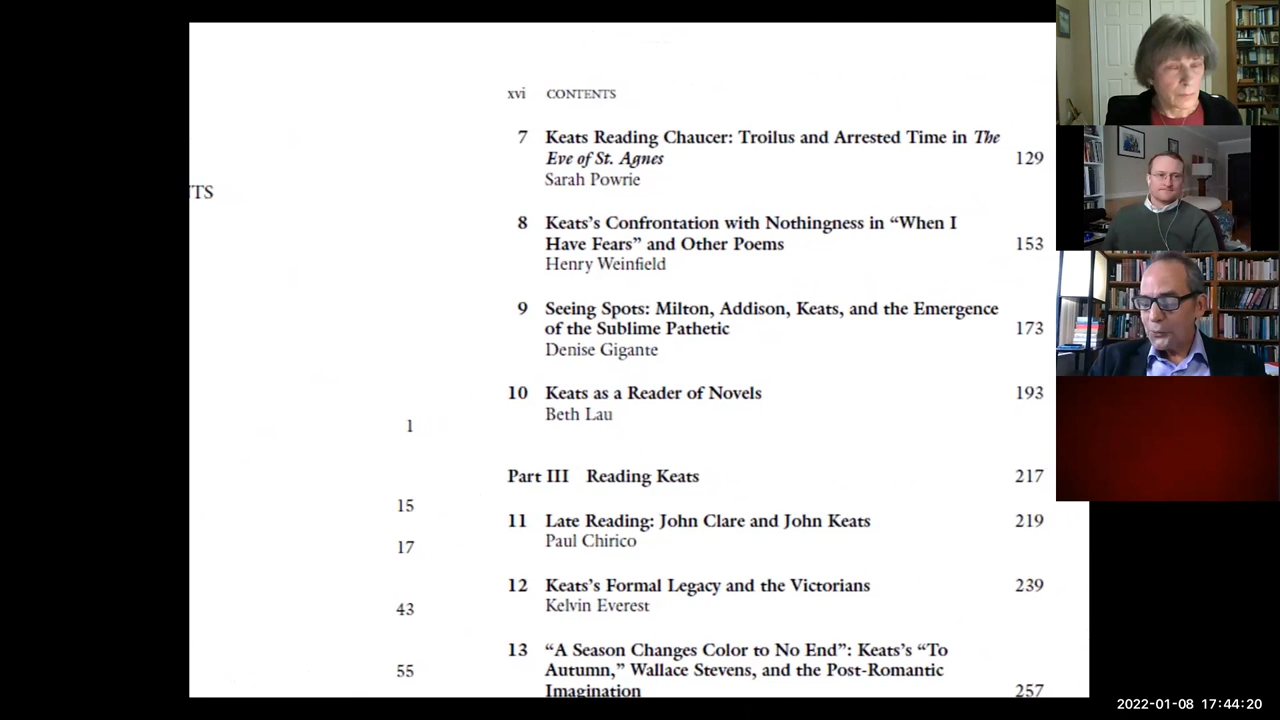 xvi CONTENTS
7 Keats Reading Chaucer: Troilus and Arrested Time in The
Eve of St. Agnes 129
Sarah Powrie
TS
8 Keats's Confrontation with Nothingness in “When I
Have Fears” and Other Poems 153
Henry Weinfield
9 Seeing Spots: Milton, Addison, Keats, and the Emergence
of the Sublime Pathetic 173
Denise Gigante
10 Keats as a Reader of Novels 193
Beth Lau
1
Part III Reading Keats 217
15
11 Late Reading: John Clare and John Keats 219
Paul Chirico
17
12 Keats's Formal Legacy and the Victorians 239
Kelvin Everest
43
13 “A Season Changes Color to No End”: Keats's “To
Autumn,” Wallace Stevens, and the Post-Romantic
55
Imagination 257
2022-01-08 17:44:20